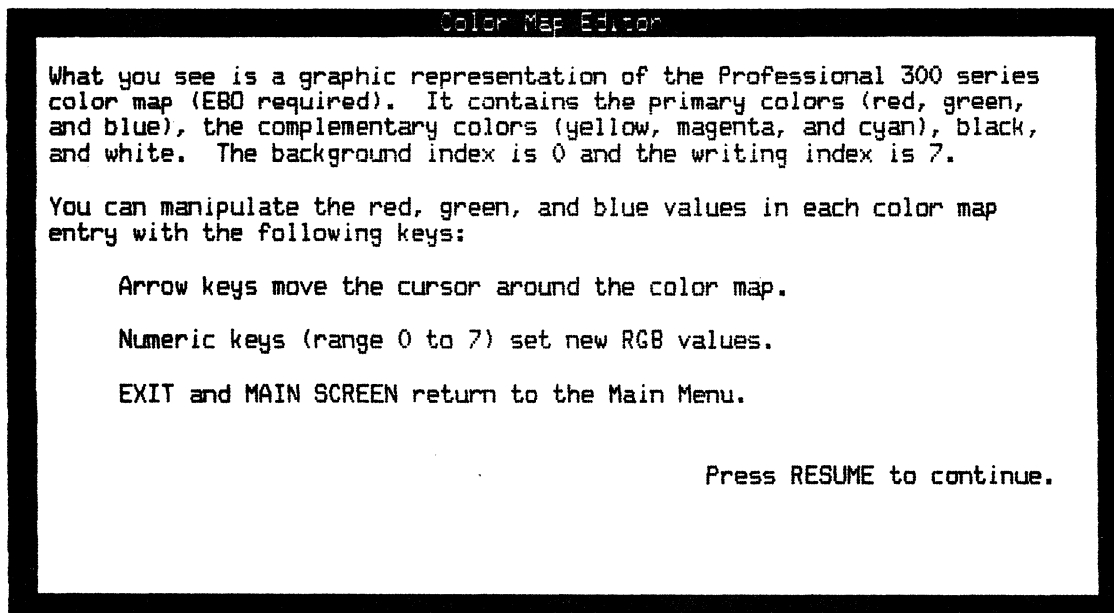 Color Map Editor
What you see is a graphic representation of the Professional 300 series
color map (EBO required).  It contains the primary colors (red, green,
and blue), the complementary colors (yellow, magenta, and cyan), black,
and white.  The background index is 0 and the writing index is 7.
You can manipulate the red, green, and blue values in each color map
entry with the following keys:
Arrow keys move the cursor around the color map.
Numeric keys (range 0 to 7) set new RGB values.
EXIT and MAIN SCREEN return to the Main Menu.
Press RESUME to continue.